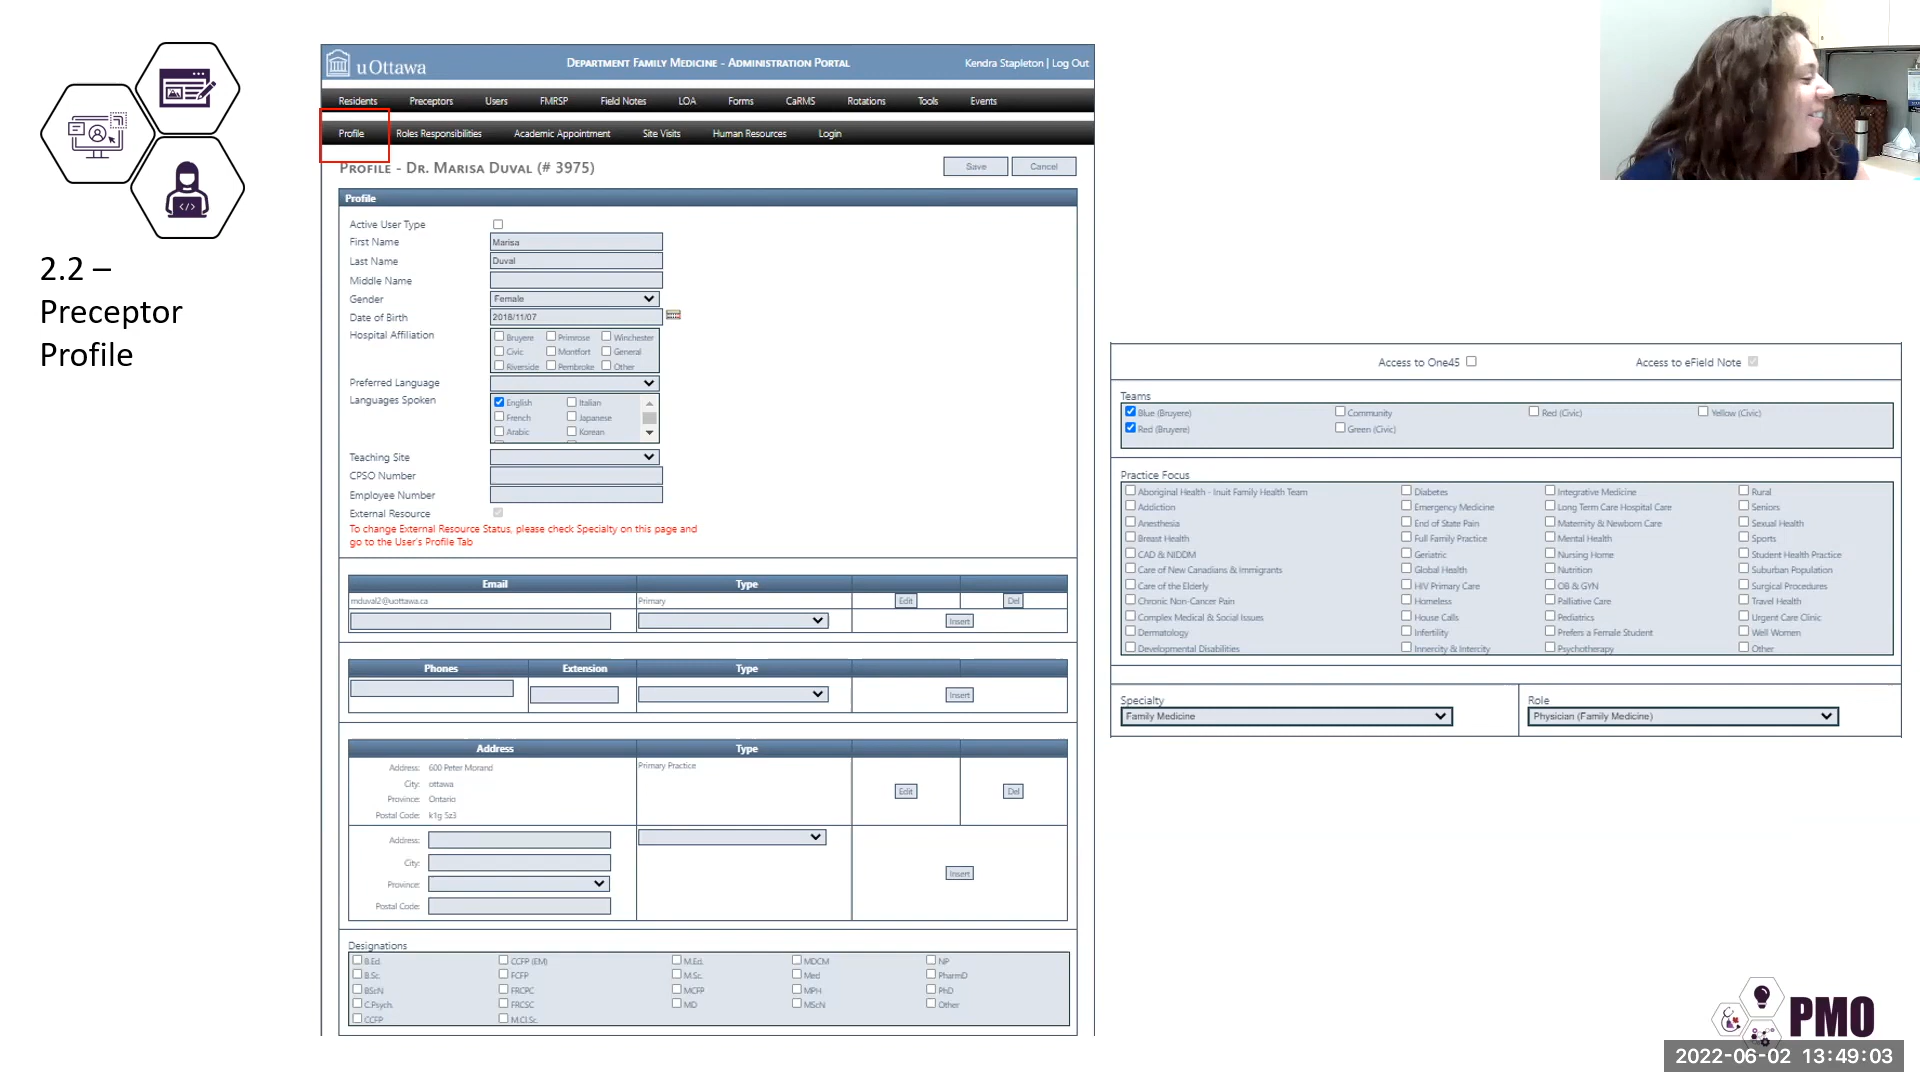 2.2 –
Preceptor
Profile
uOttawa
Department Family Medicine - Administration Portal
Kendra Stapleton | Log Out
Residents Preceptors Users FMRSP Field Notes LOA Forms CaRMS Rotations Tools Events
Profile Roles Responsibilities Academic Appointment Site Visits Human Resources Login
Profile - Dr. Marisa Duval (# 3975)
Save Cancel
Profile
Active User Type
First Name Marisa
Last Name Duval
Middle Name
Gender Female
Date of Birth 2018/11/07
Hospital Affiliation Bruyere Primrose Winchester
Civic Montfort General
Riverside Pembroke Other
Preferred Language
Languages Spoken English Italian
French Japanese
Arabic Korean
Teaching Site
CPSO Number
Employee Number
External Resource
To change External Resource Status, please check Specialty on this page and
go to the User's Profile Tab
Email Type
mduval2@uottawa.ca Primary Edit Del
Insert
Phones Extension Type
Insert
Address Type
Address: 600 Peter Morand Primary Practice
City: ottawa Edit Del
Province: Ontario
Postal Code: k1g 5z3
Address:
City:
Insert
Province:
Postal Code:
Designations
B.Ed. CCFP (EM) M.Ed. MDCM NP
B.Sc. FCFP M.Sc. Med PharmD
BScN FRCPC MCFP MPH PhD
C.Psych. FRCSC MD MScN Other
CCFP M.Cl.Sc.
Access to One45 Access to eField Note
Teams
Blue (Bruyere) Community Red (Civic) Yellow (Civic)
Red (Bruyere) Green (Civic)
Practice Focus
Aboriginal Health - Inuit Family Health Team Diabetes Integrative Medicine Rural
Addiction Emergency Medicine Long Term Care Hospital Care Seniors
Anesthesia End of State Pain Maternity & Newborn Care Sexual Health
Breast Health Full Family Practice Mental Health Sports
CAD & NIDDM Geriatric Nursing Home Student Health Practice
Care of New Canadians & Immigrants Global Health Nutrition Suburban Population
Care of the Elderly HIV Primary Care OB & GYN Surgical Procedures
Chronic Non-Cancer Pain Homeless Palliative Care Travel Health
Complex Medical & Social Issues House Calls Pediatrics Urgent Care Clinic
Dermatology Infertility Prefers a Female Student Well Women
Developmental Disabilities Innercity & Intercity Psychotherapy Other
Specialty Role
Family Medicine Physician (Family Medicine)
PMO
2022-06-02 13:49:03